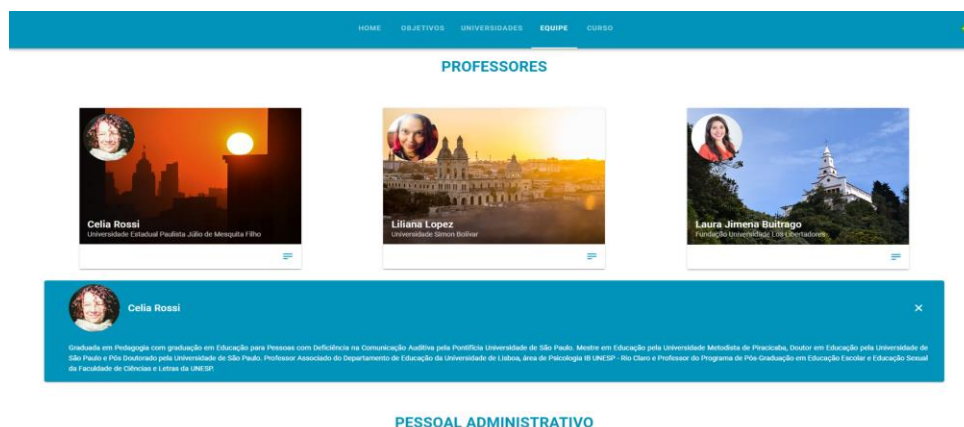 HOME OBJETIVOS UNIVERSIDADES EQUIPE CURSO
PROFESSORES
Celia Rossi
Universidade Estadual Paulista Júlio de Mesquita Filho
Liliana Lopez
Universidade Simon Bolívar
Laura Jimena Buitrago
Fundação Universidade Los Libertadores
Celia Rossi
Graduada em Pedagogia com graduação em Educação para Pessoas com Deficiência na Comunicação Auditiva pela Pontifícia Universidade de São Paulo. Mestre em Educação pela Universidade Metodista de Piracicaba, Doutor em Educação pela Universidade de
São Paulo e Pós Doutorado pela Universidade de São Paulo. Professor Associado do Departamento de Educação da Universidade de Lisboa, área de Psicologia IB UNESP - Rio Claro e Professor do Programa de Pós-Graduação em Educação Escolar e Educação Sexual
da Faculdade de Ciências e Letras da UNESP.
PESSOAL ADMINISTRATIVO